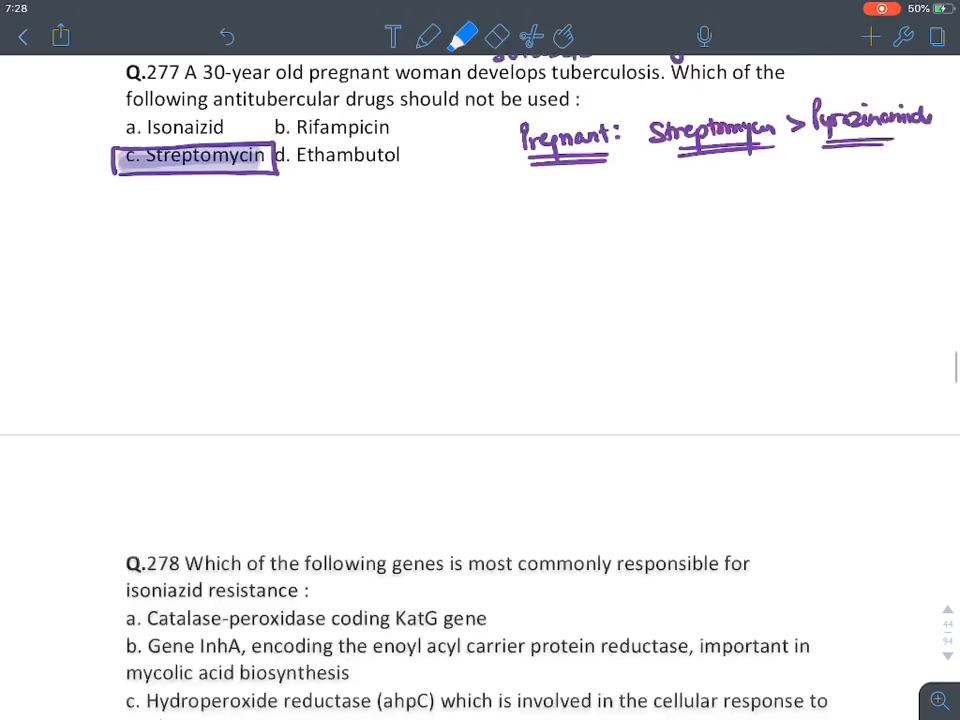 7:28
50%
Q.277 A 30-year old pregnant woman develops tuberculosis. Which of the
following antitubercular drugs should not be used :
a. Isonaizid b. Rifampicin
c. Streptomycin d. Ethambutol
Pregnant: Streptomycin > Pyrazinamide
Q.278 Which of the following genes is most commonly responsible for
isoniazid resistance :
a. Catalase-peroxidase coding KatG gene
b. Gene InhA, encoding the enoyl acyl carrier protein reductase, important in
mycolic acid biosynthesis
c. Hydroperoxide reductase (ahpC) which is involved in the cellular response to
44
94